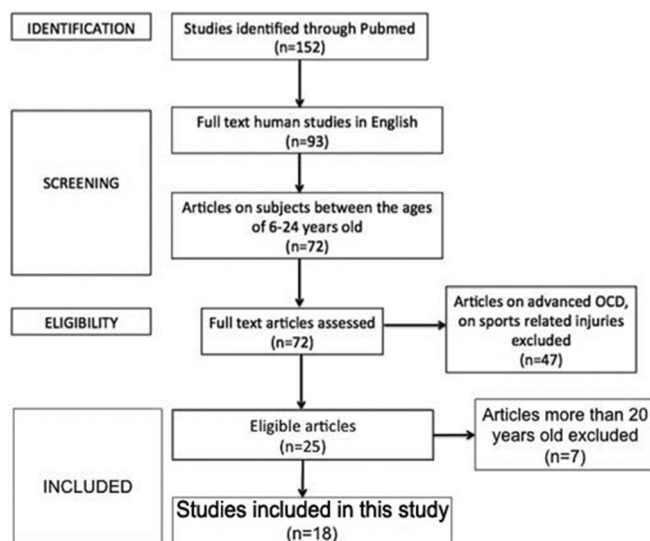 IDENTIFICATION
Studies identified through Pubmed
(n=152)
Full text human studies in English
(n=93)
SCREENING
Articles on subjects between the ages
of 6-24 years old
(n=72)
ELIGIBILITY
Full text articles assessed
(n=72)
Articles on advanced OCD,
on sports related injuries
excluded
(n=47)
INCLUDED
Eligible articles
(n=25)
Articles more than 20
years old excluded
(n=7)
Studies included in this study
(n=18)